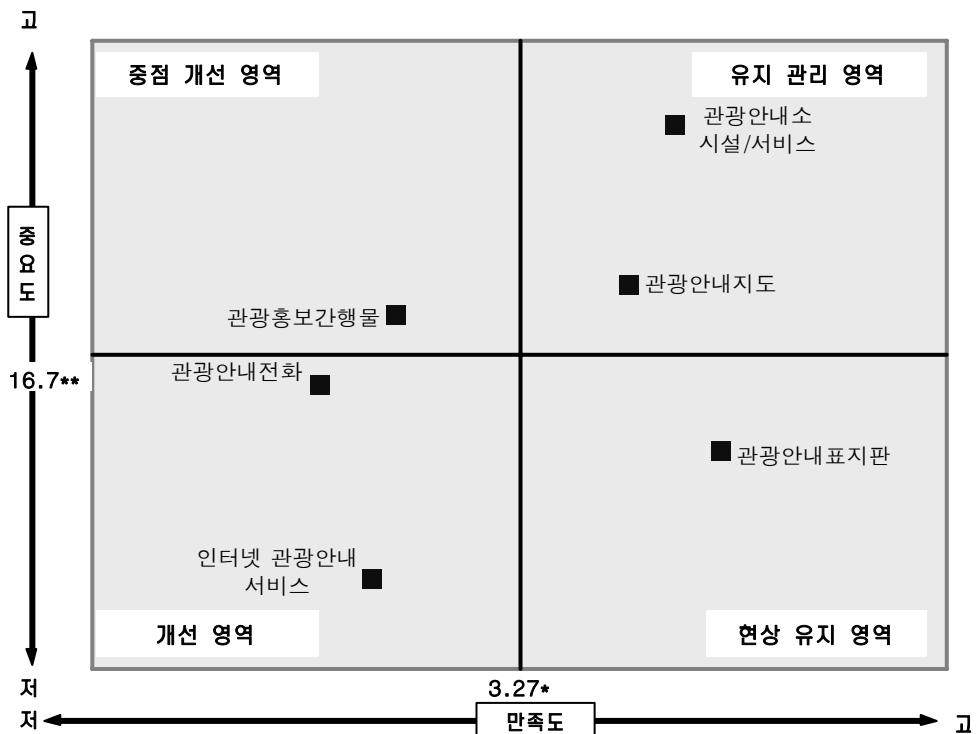 고
중점 개선 영역
유지 관리 영역
관광안내소
시설/서비스
중
요
도
관광안내지도
관광홍보간행물
16.7**
관광안내전화
관광안내표지판
인터넷 관광안내
서비스
개선 영역
현상 유지 영역
저
3.27*
저
만족도
고